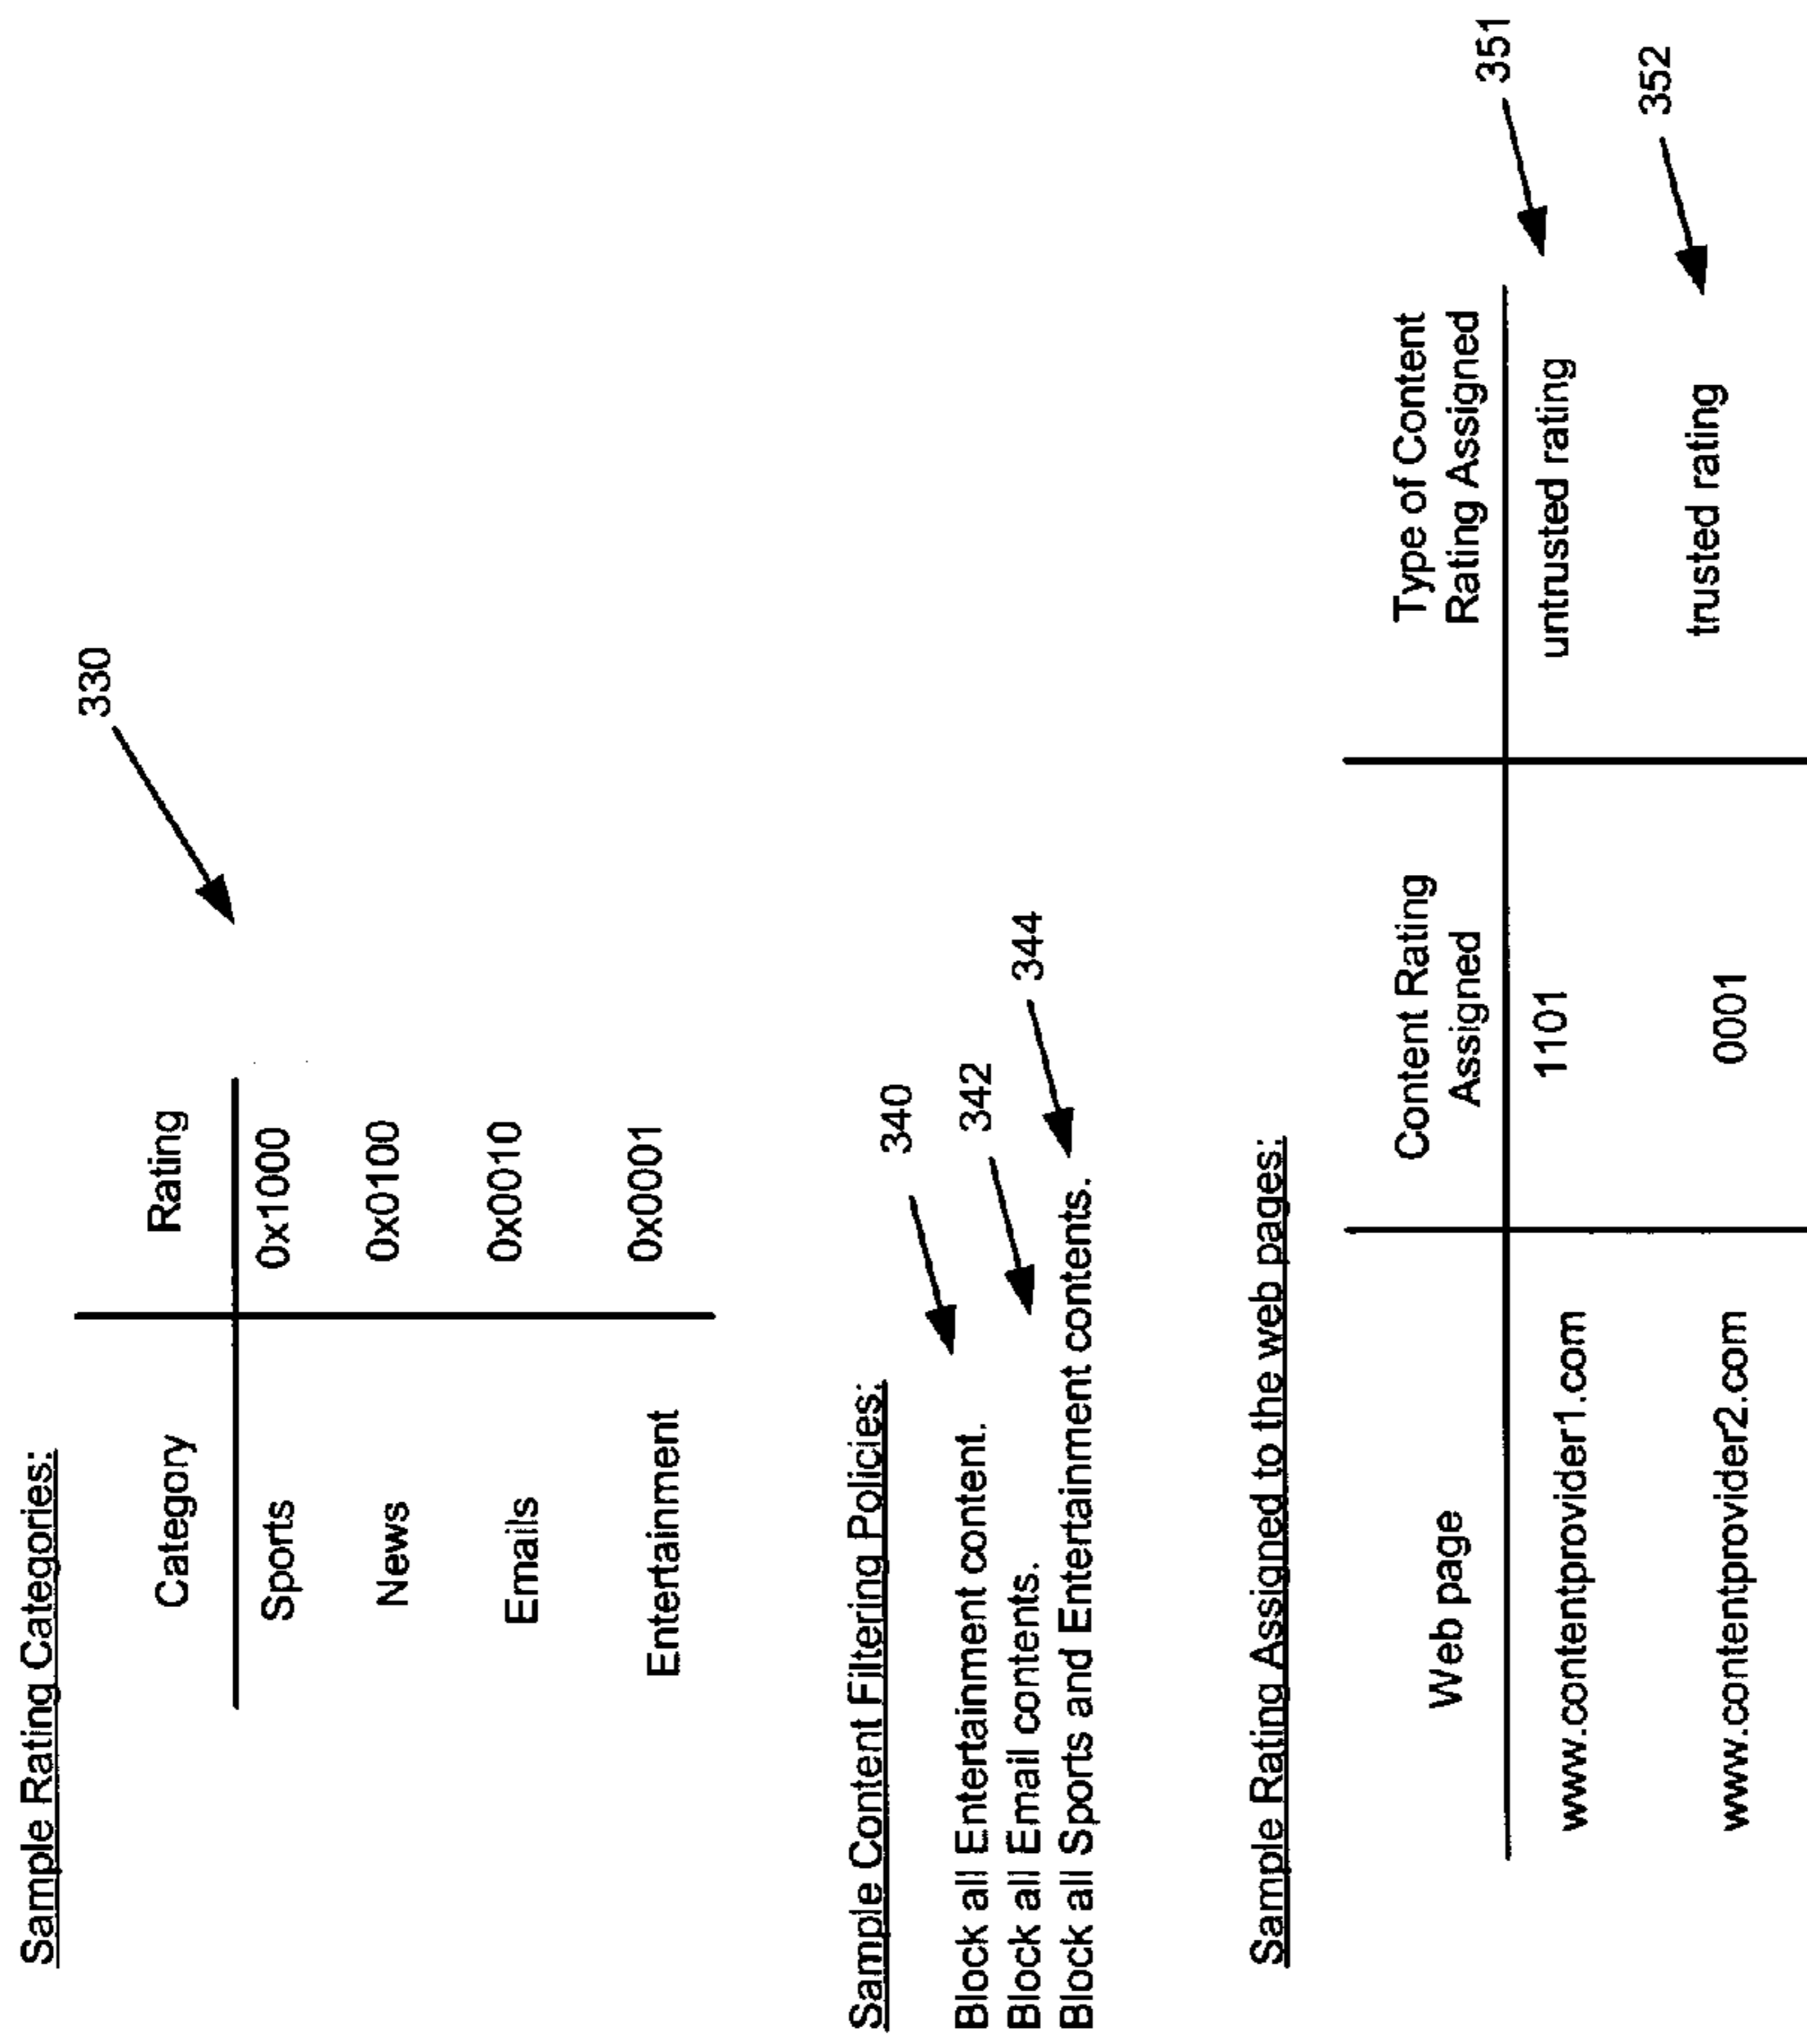 Sample Rating Categories:
330
Category Rating
Sports 0x1000
News 0x0100
Emails 0x0010
Entertainment 0x0001
Sample Content Filtering Policies:
340
Block all Entertainment content.
342
Block all Email contents.
344
Block all Sports and Entertainment contents.
Sample Rating Assigned to the web pages:
Web page Content Rating Assigned Type of Content Rating Assigned
351
www.contentprovider1.com 1101 untrusted rating
352
www.contentprovider2.com 0001 trusted rating